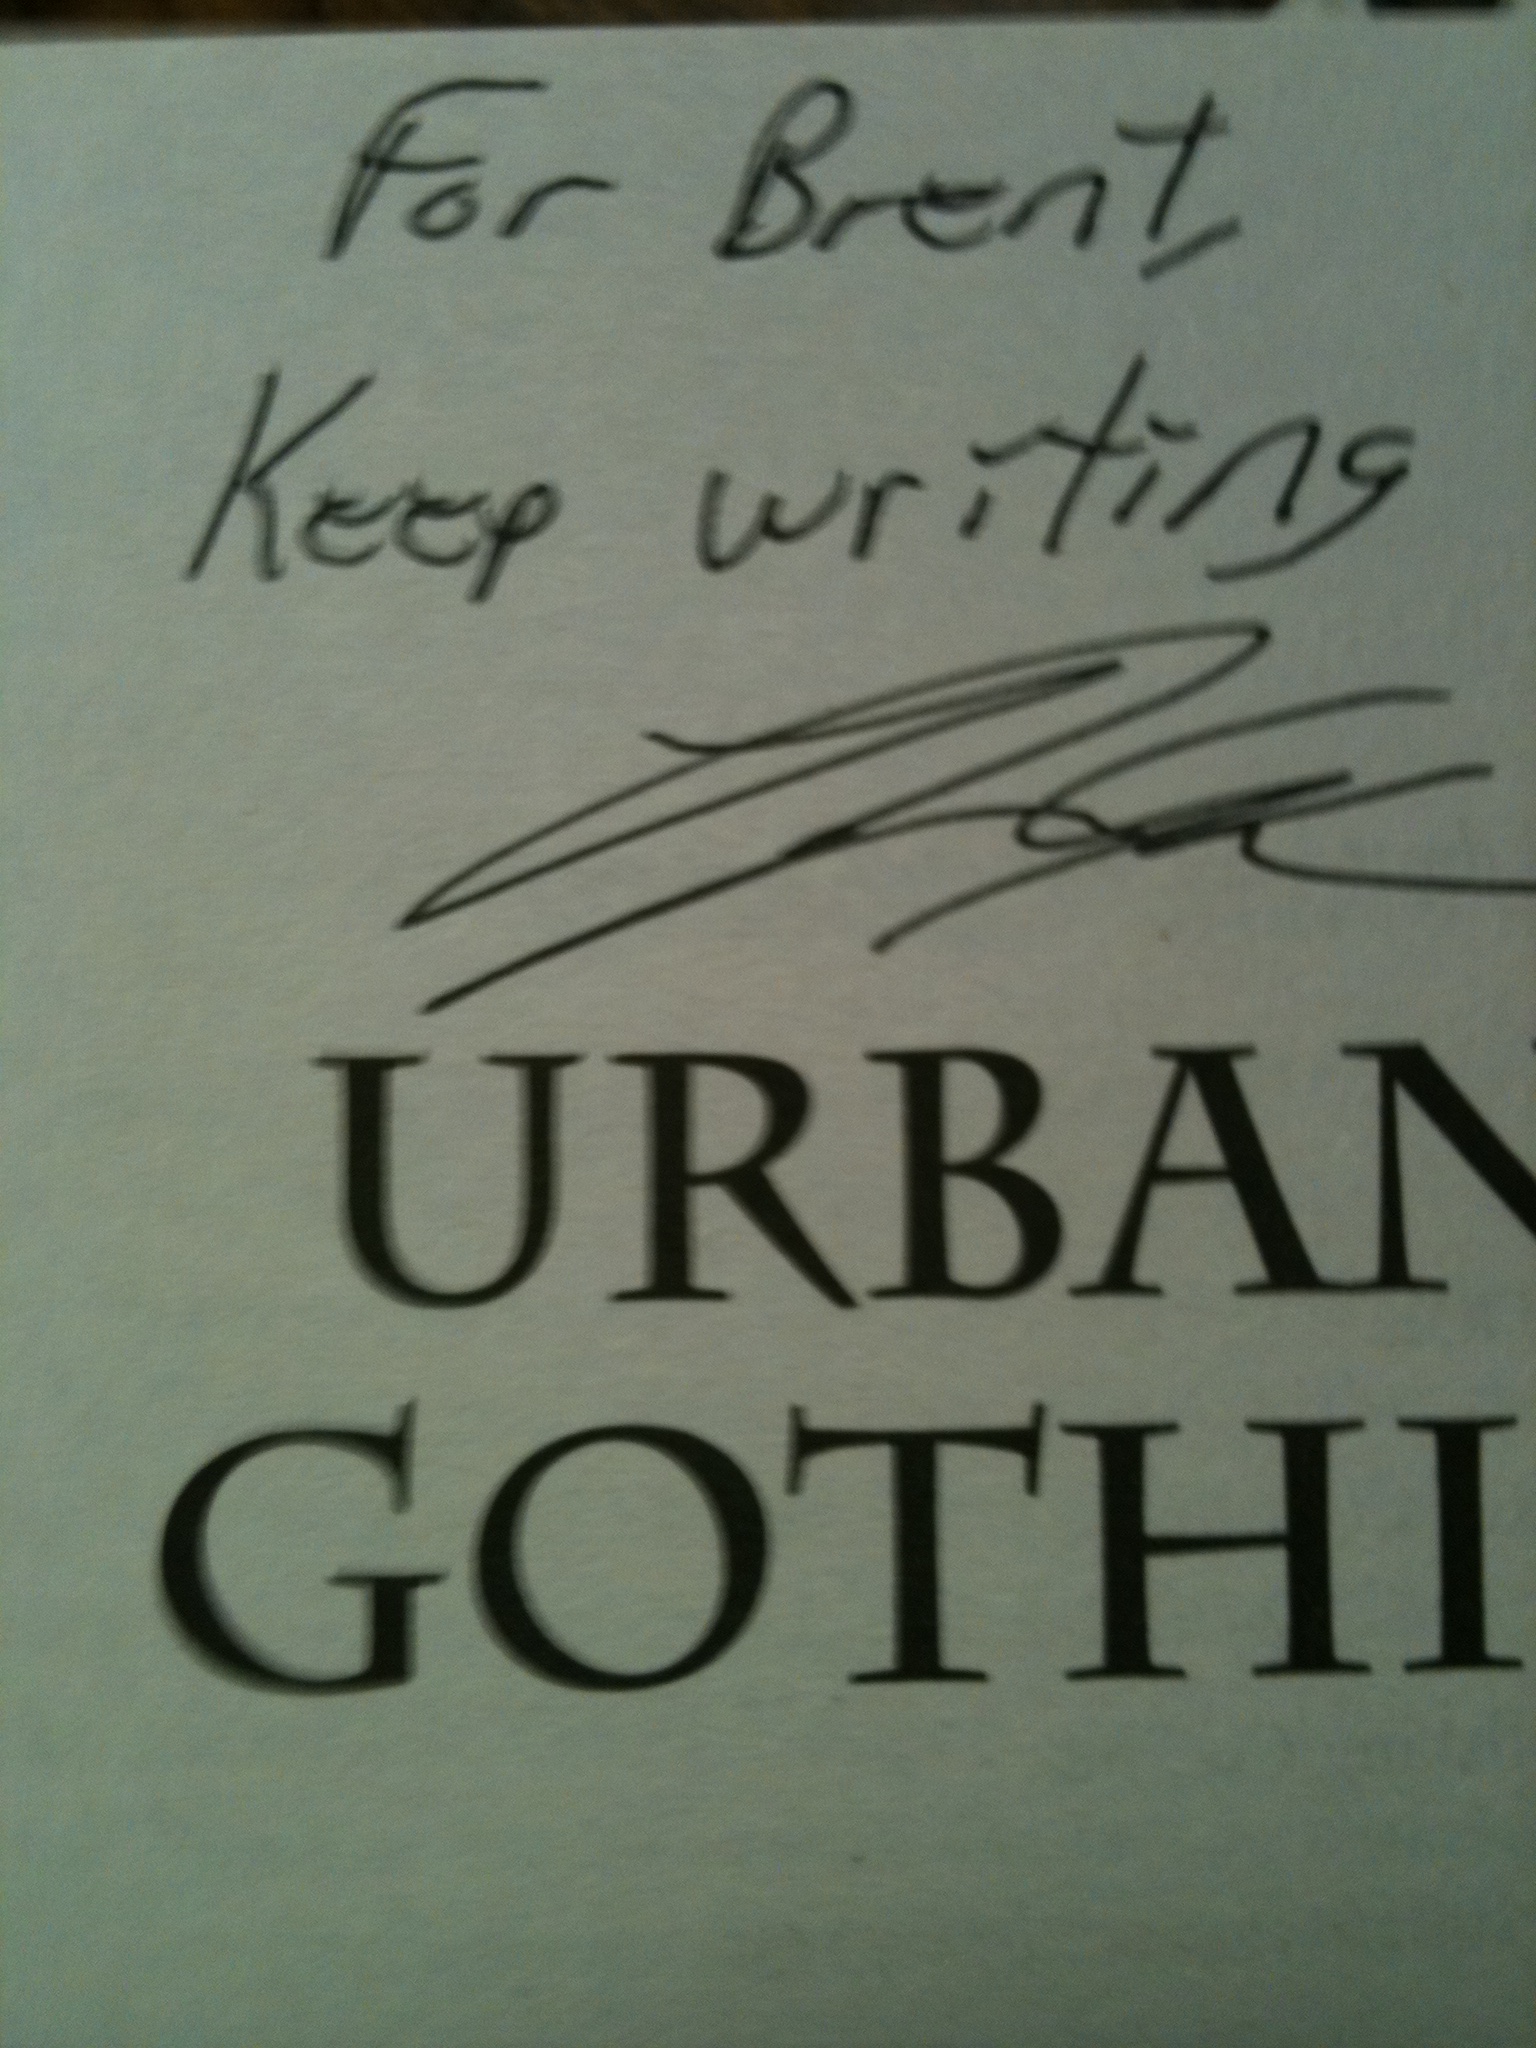 For Brent,
Keep writing
URBAN
GOTHI